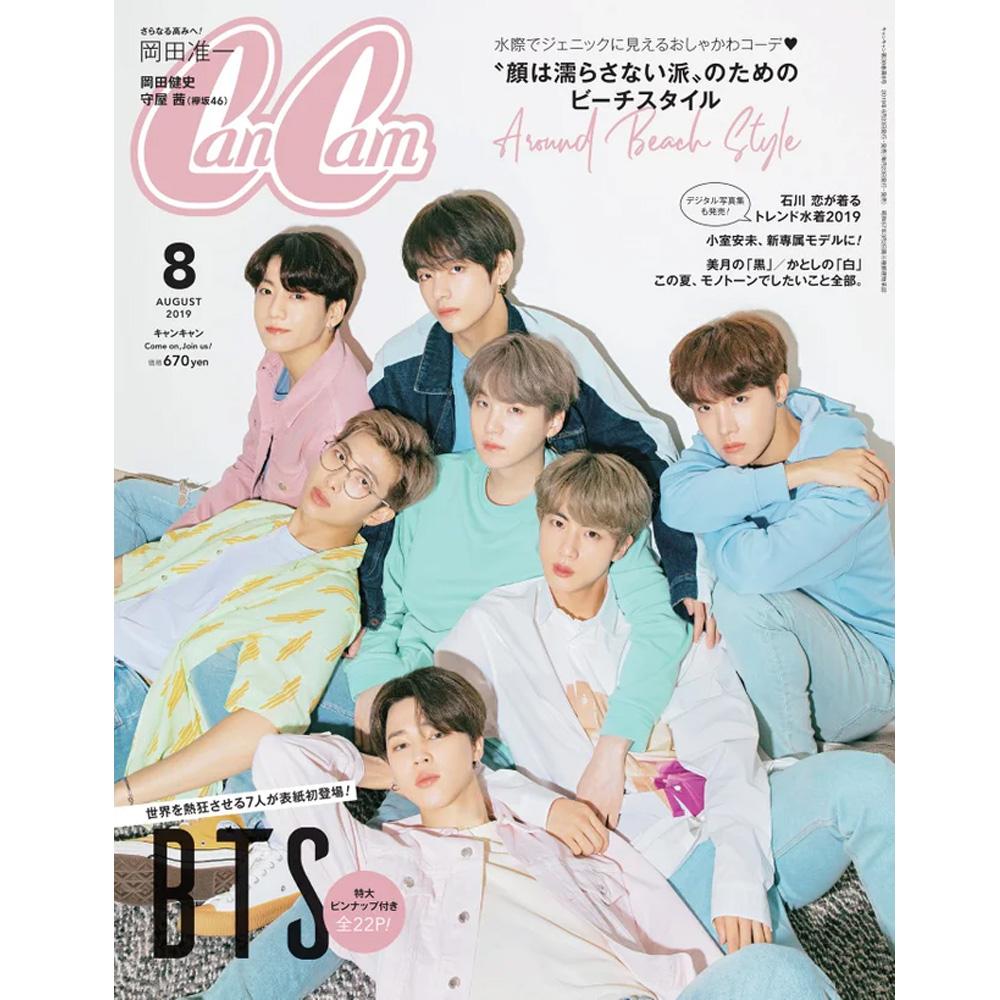 さらなる高みへ!
岡田准一
岡田健史
守屋 茜(欅坂46)
CanCam
水際でジェニックに見えるおしゃかわコーデ♥
〝顔は濡らさない派〟のための
ビーチスタイル
Around Beach Style
デジタル写真集
も発売!
石川 恋が着る
トレンド水着2019
小室安未、新専属モデルに!
美月の「黒」/かとしの「白」
この夏、モノトーンでしたいこと全部。
8
AUGUST
2019
キャンキャン
Come on, Join us!
価格670yen
世界を熱狂させる7人が表紙初登場!
BTS
特大
ピンナップ付き
全22P!